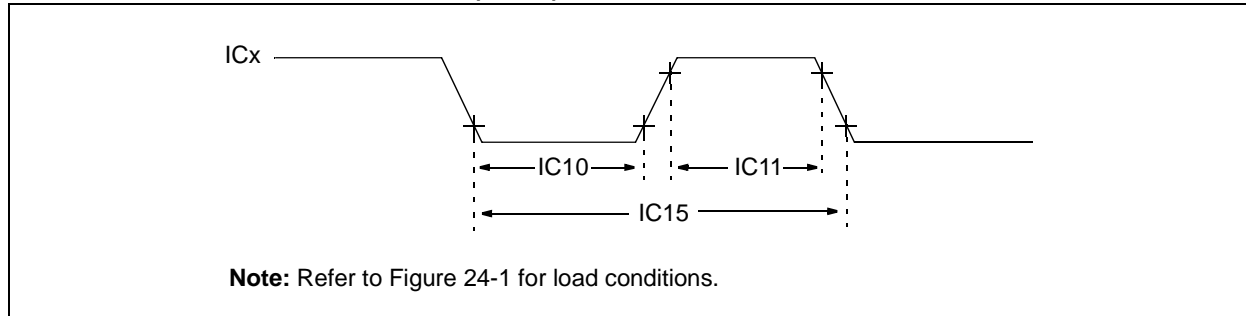 ICx
IC10
IC11
IC15
Note: Refer to Figure 24-1 for load conditions.